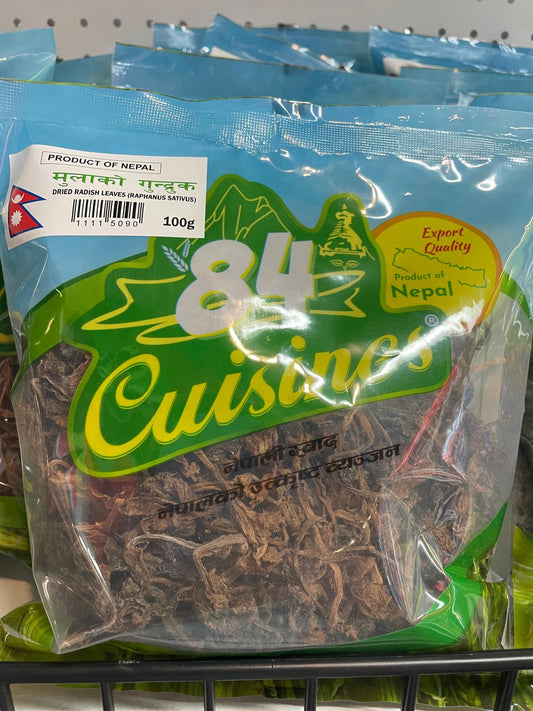 PRODUCT OF NEPAL
मुलाको गुन्द्रुक
DRIED RADISH LEAVES (RAPHANUS SATIVUS)
1111 5090
100g
84
Cuisines
®
Export
Quality
Product of
Nepal
नेपाली स्वाद
नेपालको उत्कृष्ट व्यञ्जन